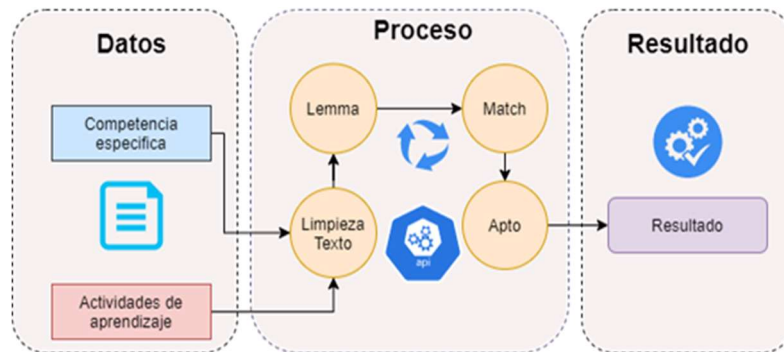 Datos
Proceso
Resultado
Competencia
especifica
Lemma
Match
Limpieza
Texto
Apto
Resultado
api
Actividades de
aprendizaje